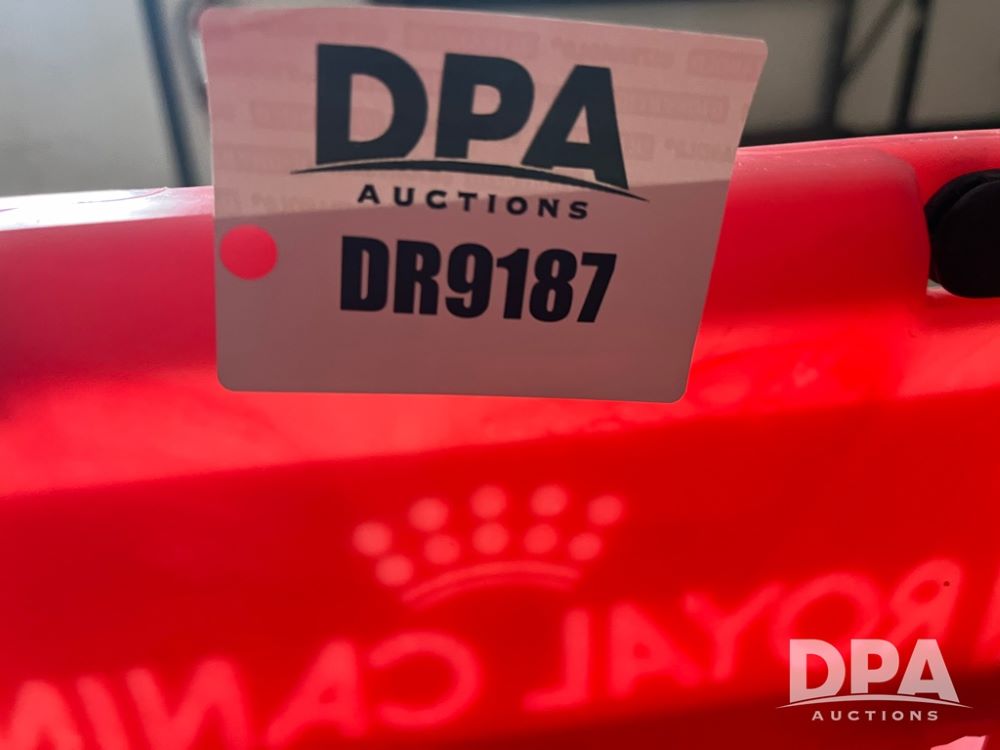 DPA
AUCTIONS
DR9187
ROYAL CANIN
DPA
AUCTIONS